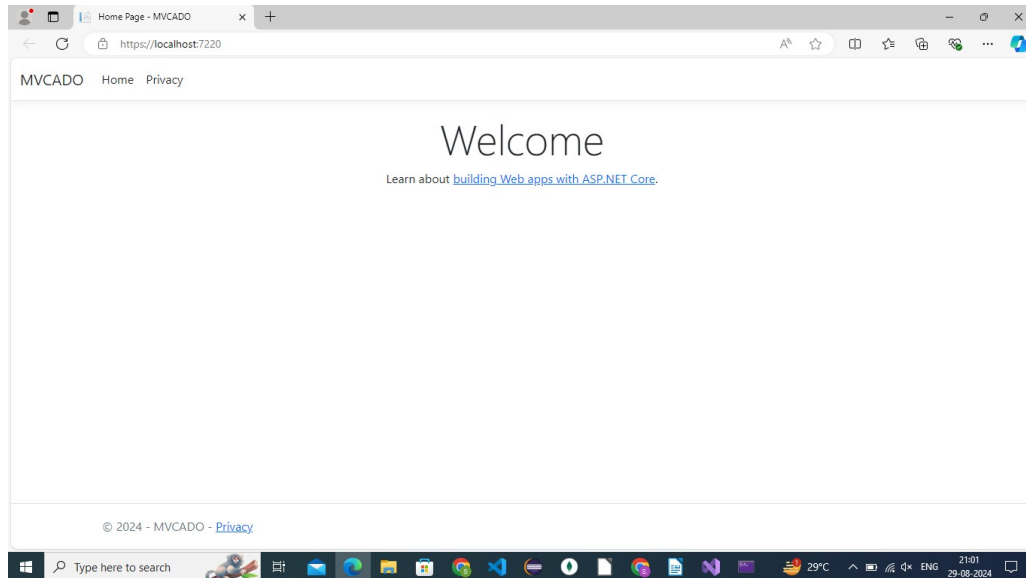 Home Page - MVCADO
https://localhost:7220
MVCADO Home Privacy
Welcome
Learn about building Web apps with ASP.NET Core.
© 2024 - MVCADO - Privacy
Type here to search
29°C
ENG
21:01
29-08-2024